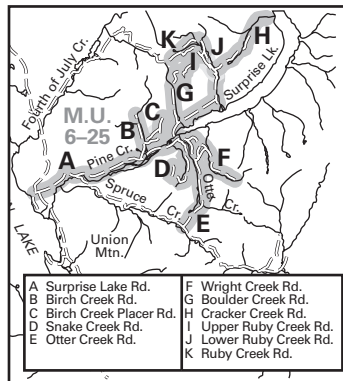 K
J
H
I
Fourth of July Cr.
Surprise Lk.
G
M.U.
6–25
C
B
A
Pine Cr.
D
F
Otter
Spruce
Cr.
Cr.
E
LAKE
Union
Mtn.
A Surprise Lake Rd.
B Birch Creek Rd.
C Birch Creek Placer Rd.
D Snake Creek Rd.
E Otter Creek Rd.
F Wright Creek Rd.
G Boulder Creek Rd.
H Cracker Creek Rd.
I Upper Ruby Creek Rd.
J Lower Ruby Creek Rd.
K Ruby Creek Rd.